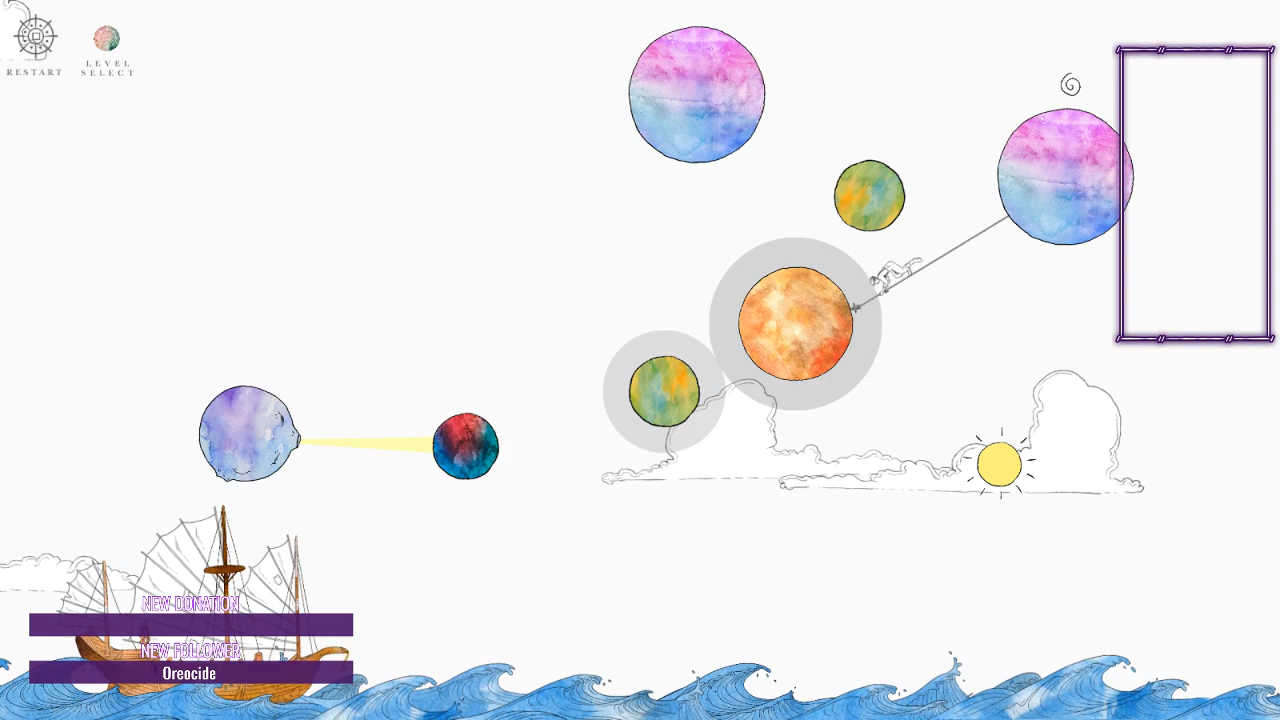 RESTART
LEVEL
SELECT
NEW DONATION
NEW FOLLOWER
Oreocide